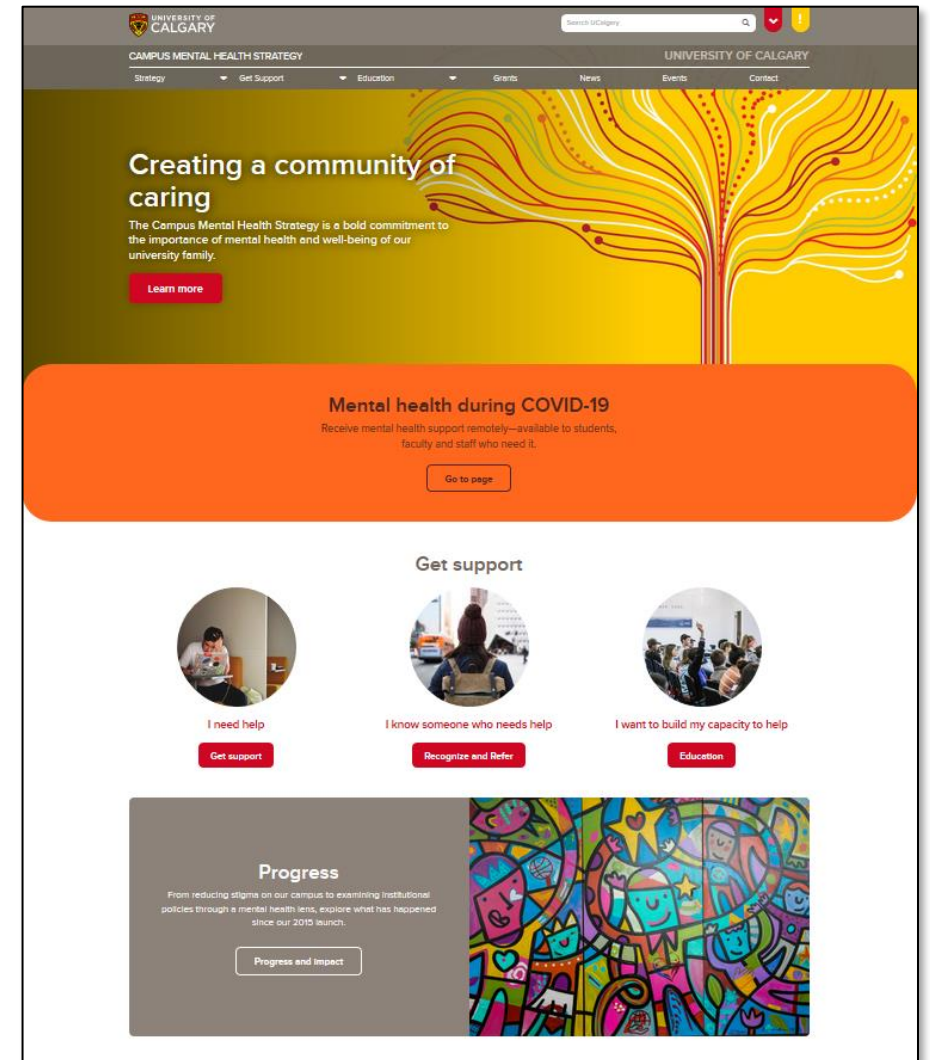 UNIVERSITY OF
CALGARY
Search UCalgary
!
CAMPUS MENTAL HEALTH STRATEGY
UNIVERSITY OF CALGARY
Strategy Get Support Education Grants News Events Contact
Creating a community of
caring
The Campus Mental Health Strategy is a bold commitment to
the importance of mental health and well-being of our
university family.
Learn more
Mental health during COVID-19
Receive mental health support remotely—available to students,
faculty and staff who need it.
Go to page
Get support
I need help
I know someone who needs help
I want to build my capacity to help
Get support
Recognize and Refer
Education
Progress
From reducing stigma on our campus to examining institutional
policies through a mental health lens, explore what has happened
since our 2015 launch.
Progress and Impact